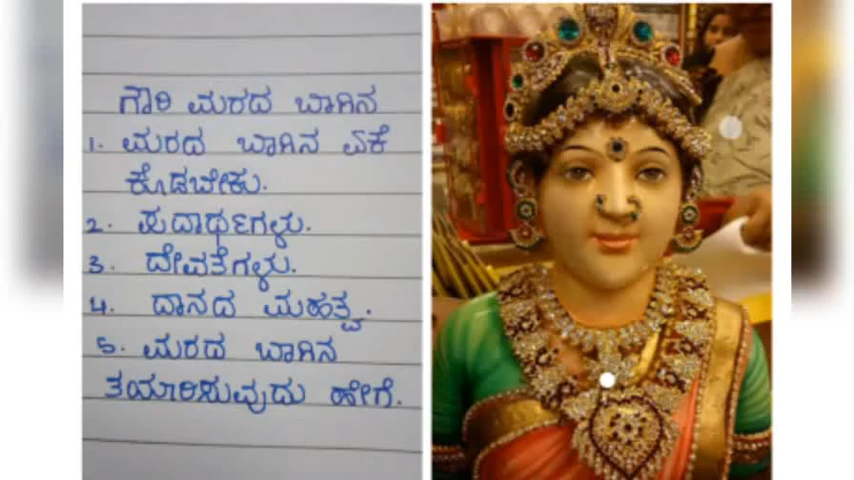 ಗೌರಿ ಮರದ ಬಾಗಿನ
1. ಮರದ ಬಾಗಿನ ಏಕೆ
ಕೊಡಬೇಕು.
2. ಪದಾರ್ಥಗಳು.
3. ದೇವತೆಗಳು.
4. ದಾನದ ಮಹತ್ವ.
5. ಮರದ ಬಾಗಿನ
ತಯಾರಿಸುವುದು ಹೇಗೆ.